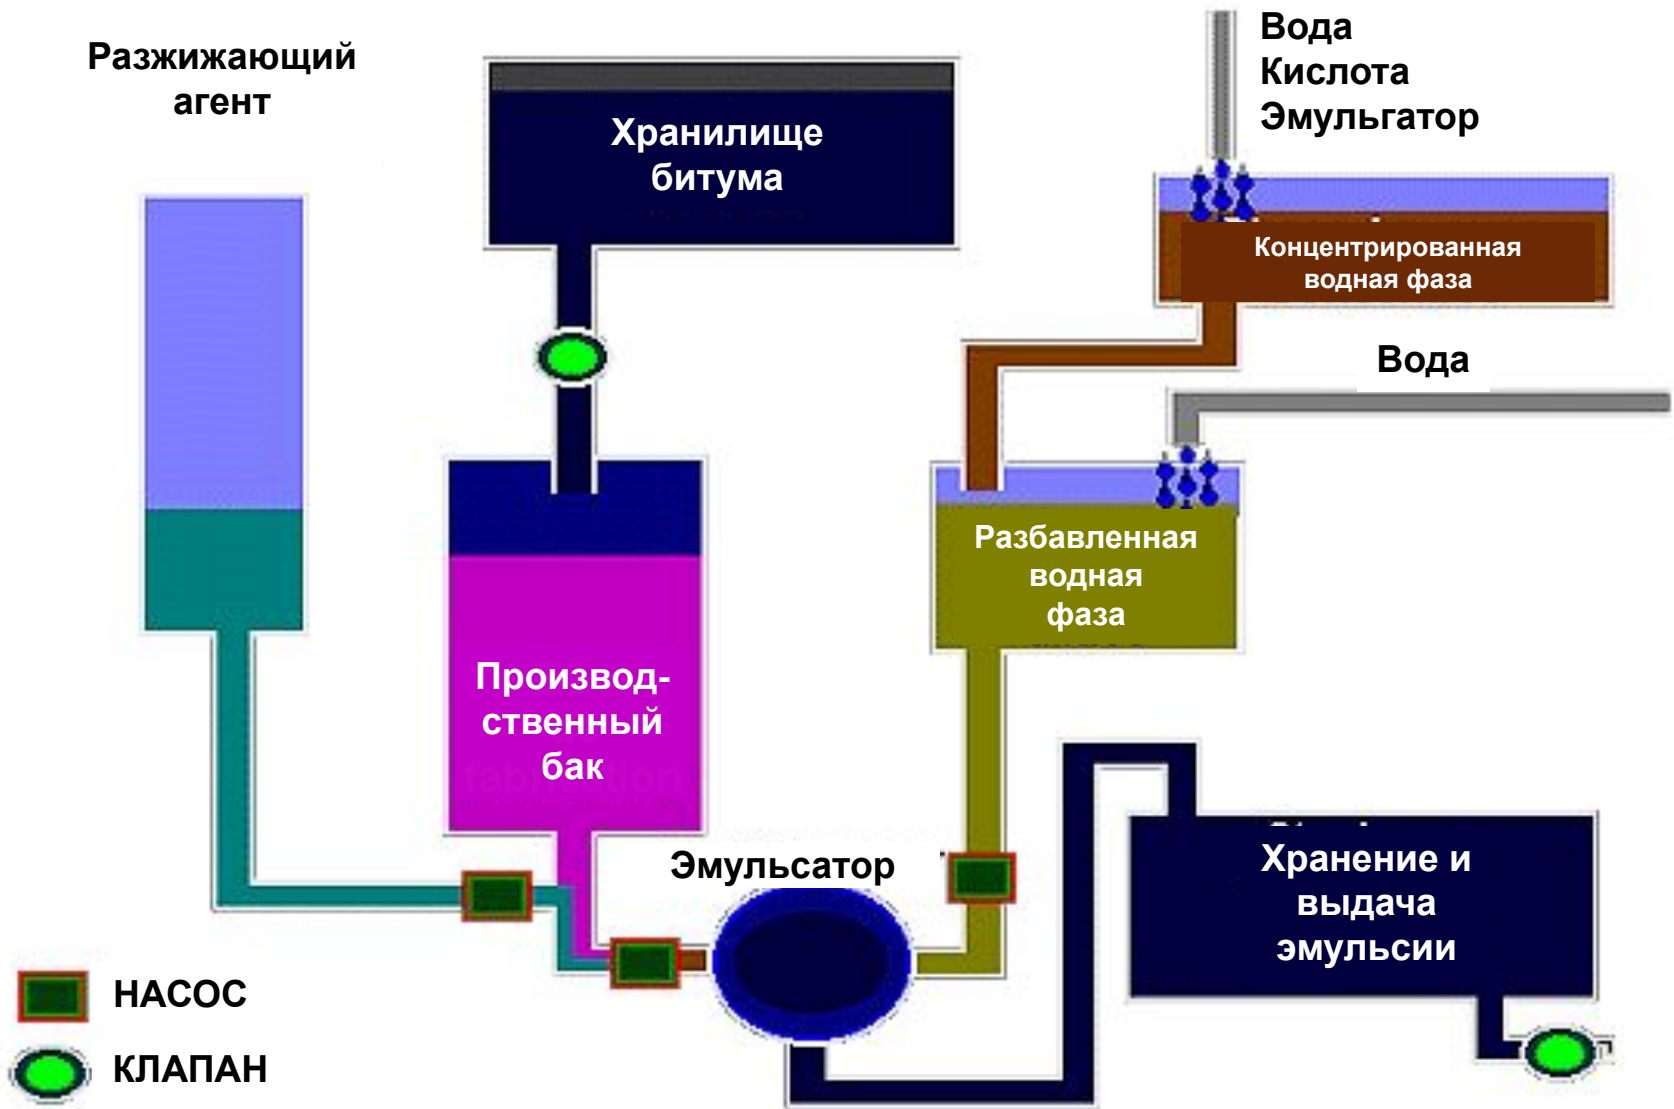 Разжижающий
агент
Хранилище
битума
Вода
Кислота
Эмульгатор
Концентрированная
водная фаза
Вода
Разбавленная
водная
фаза
Производ-
ственный
бак
fabrication
Эмульсатор
Хранение и
выдача
эмульсии
НАСОС
КЛАПАН